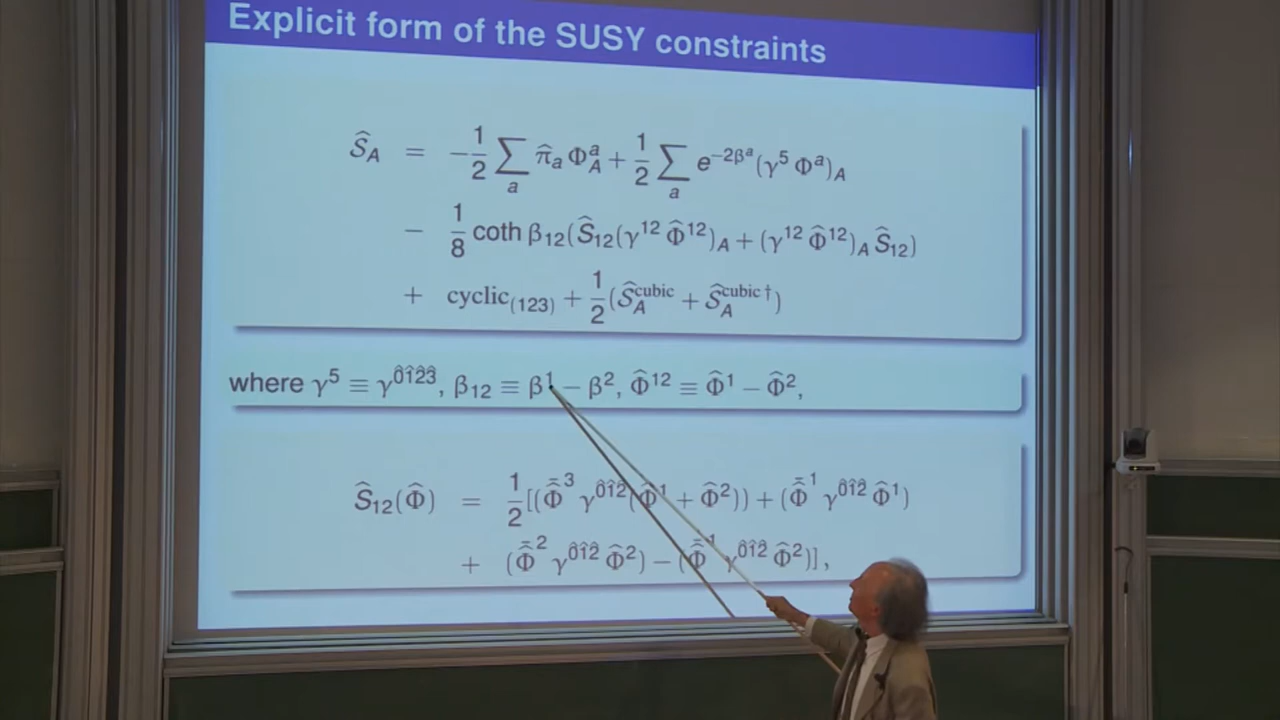 Explicit form of the SUSY constraints
Ŝ_A = −1/2 ∑_a π̂_a Φ^a_A + 1/2 ∑_a e^{−2β^a} (γ^5 Φ^a)_A
− 1/8 coth β_12 (Ŝ_12 (γ^12 Φ̂^12)_A + (γ^12 Φ̂^12)_A Ŝ_12)
+ cyclic_(123) + 1/2 (Ŝ_A^cubic + Ŝ_A^cubic †)
where γ^5 ≡ γ^0̂1̂2̂3̂, β_12 ≡ β^1 − β^2, Φ̂^12 ≡ Φ̂^1 − Φ̂^2,
Ŝ_12(Φ̂) = 1/2 [(Φ̂̄^3 γ^0̂1̂2̂ (Φ̂^1 + Φ̂^2)) + (Φ̂̄^1 γ^0̂1̂2̂ Φ̂^1)
+ (Φ̂̄^2 γ^0̂1̂2̂ Φ̂^2) − (Φ̂̄^1 γ^0̂1̂2̂ Φ̂^2)],